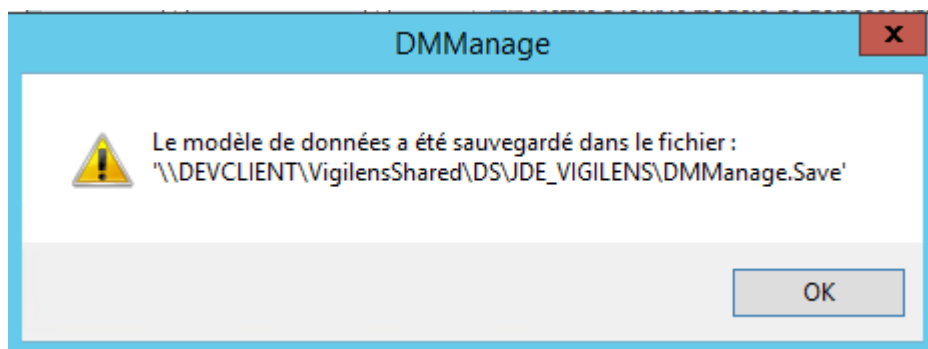 DMManage
x
Le modèle de données a été sauvegardé dans le fichier :
'\\DEVCLIENT\VigilensShared\DS\JDE_VIGILENS\DMManage.Save'
OK